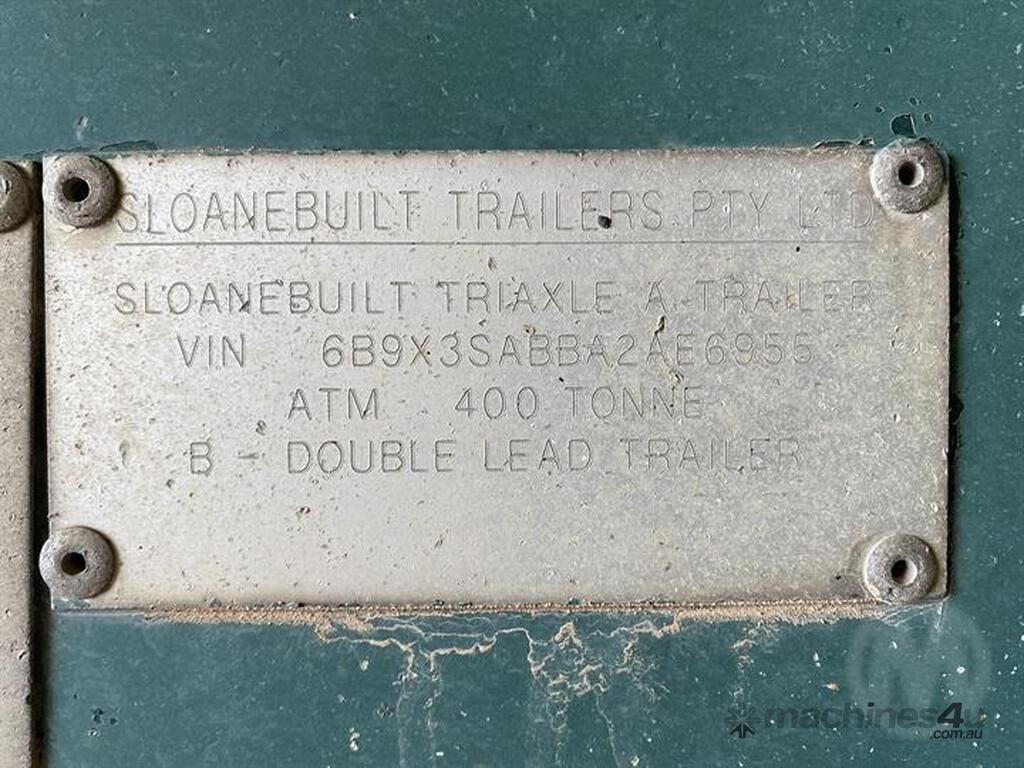 SLOANEBUILT TRAILERS PTY LTD
SLOANEBUILT TRIAXLE A TRAILER
VIN 6B9X3SABBA2AE6955
ATM 400 TONNE
B - DOUBLE LEAD TRAILER
machines4u
.com.au